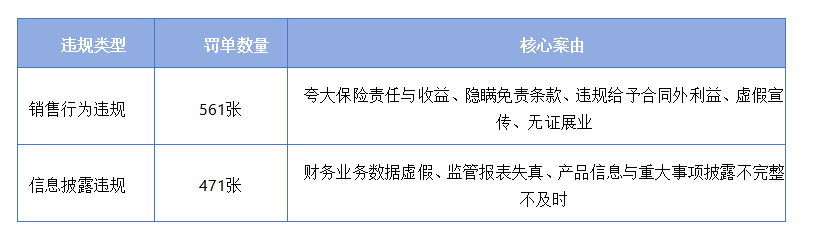 违规类型 罚单数量 核心案由
销售行为违规 561张 夸大保险责任与收益、隐瞒免责条款、违规给予合同外利益、虚假宣
传、无证展业
信息披露违规 471张 财务业务数据虚假、监管报表失真、产品信息与重大事项披露不完整
不及时